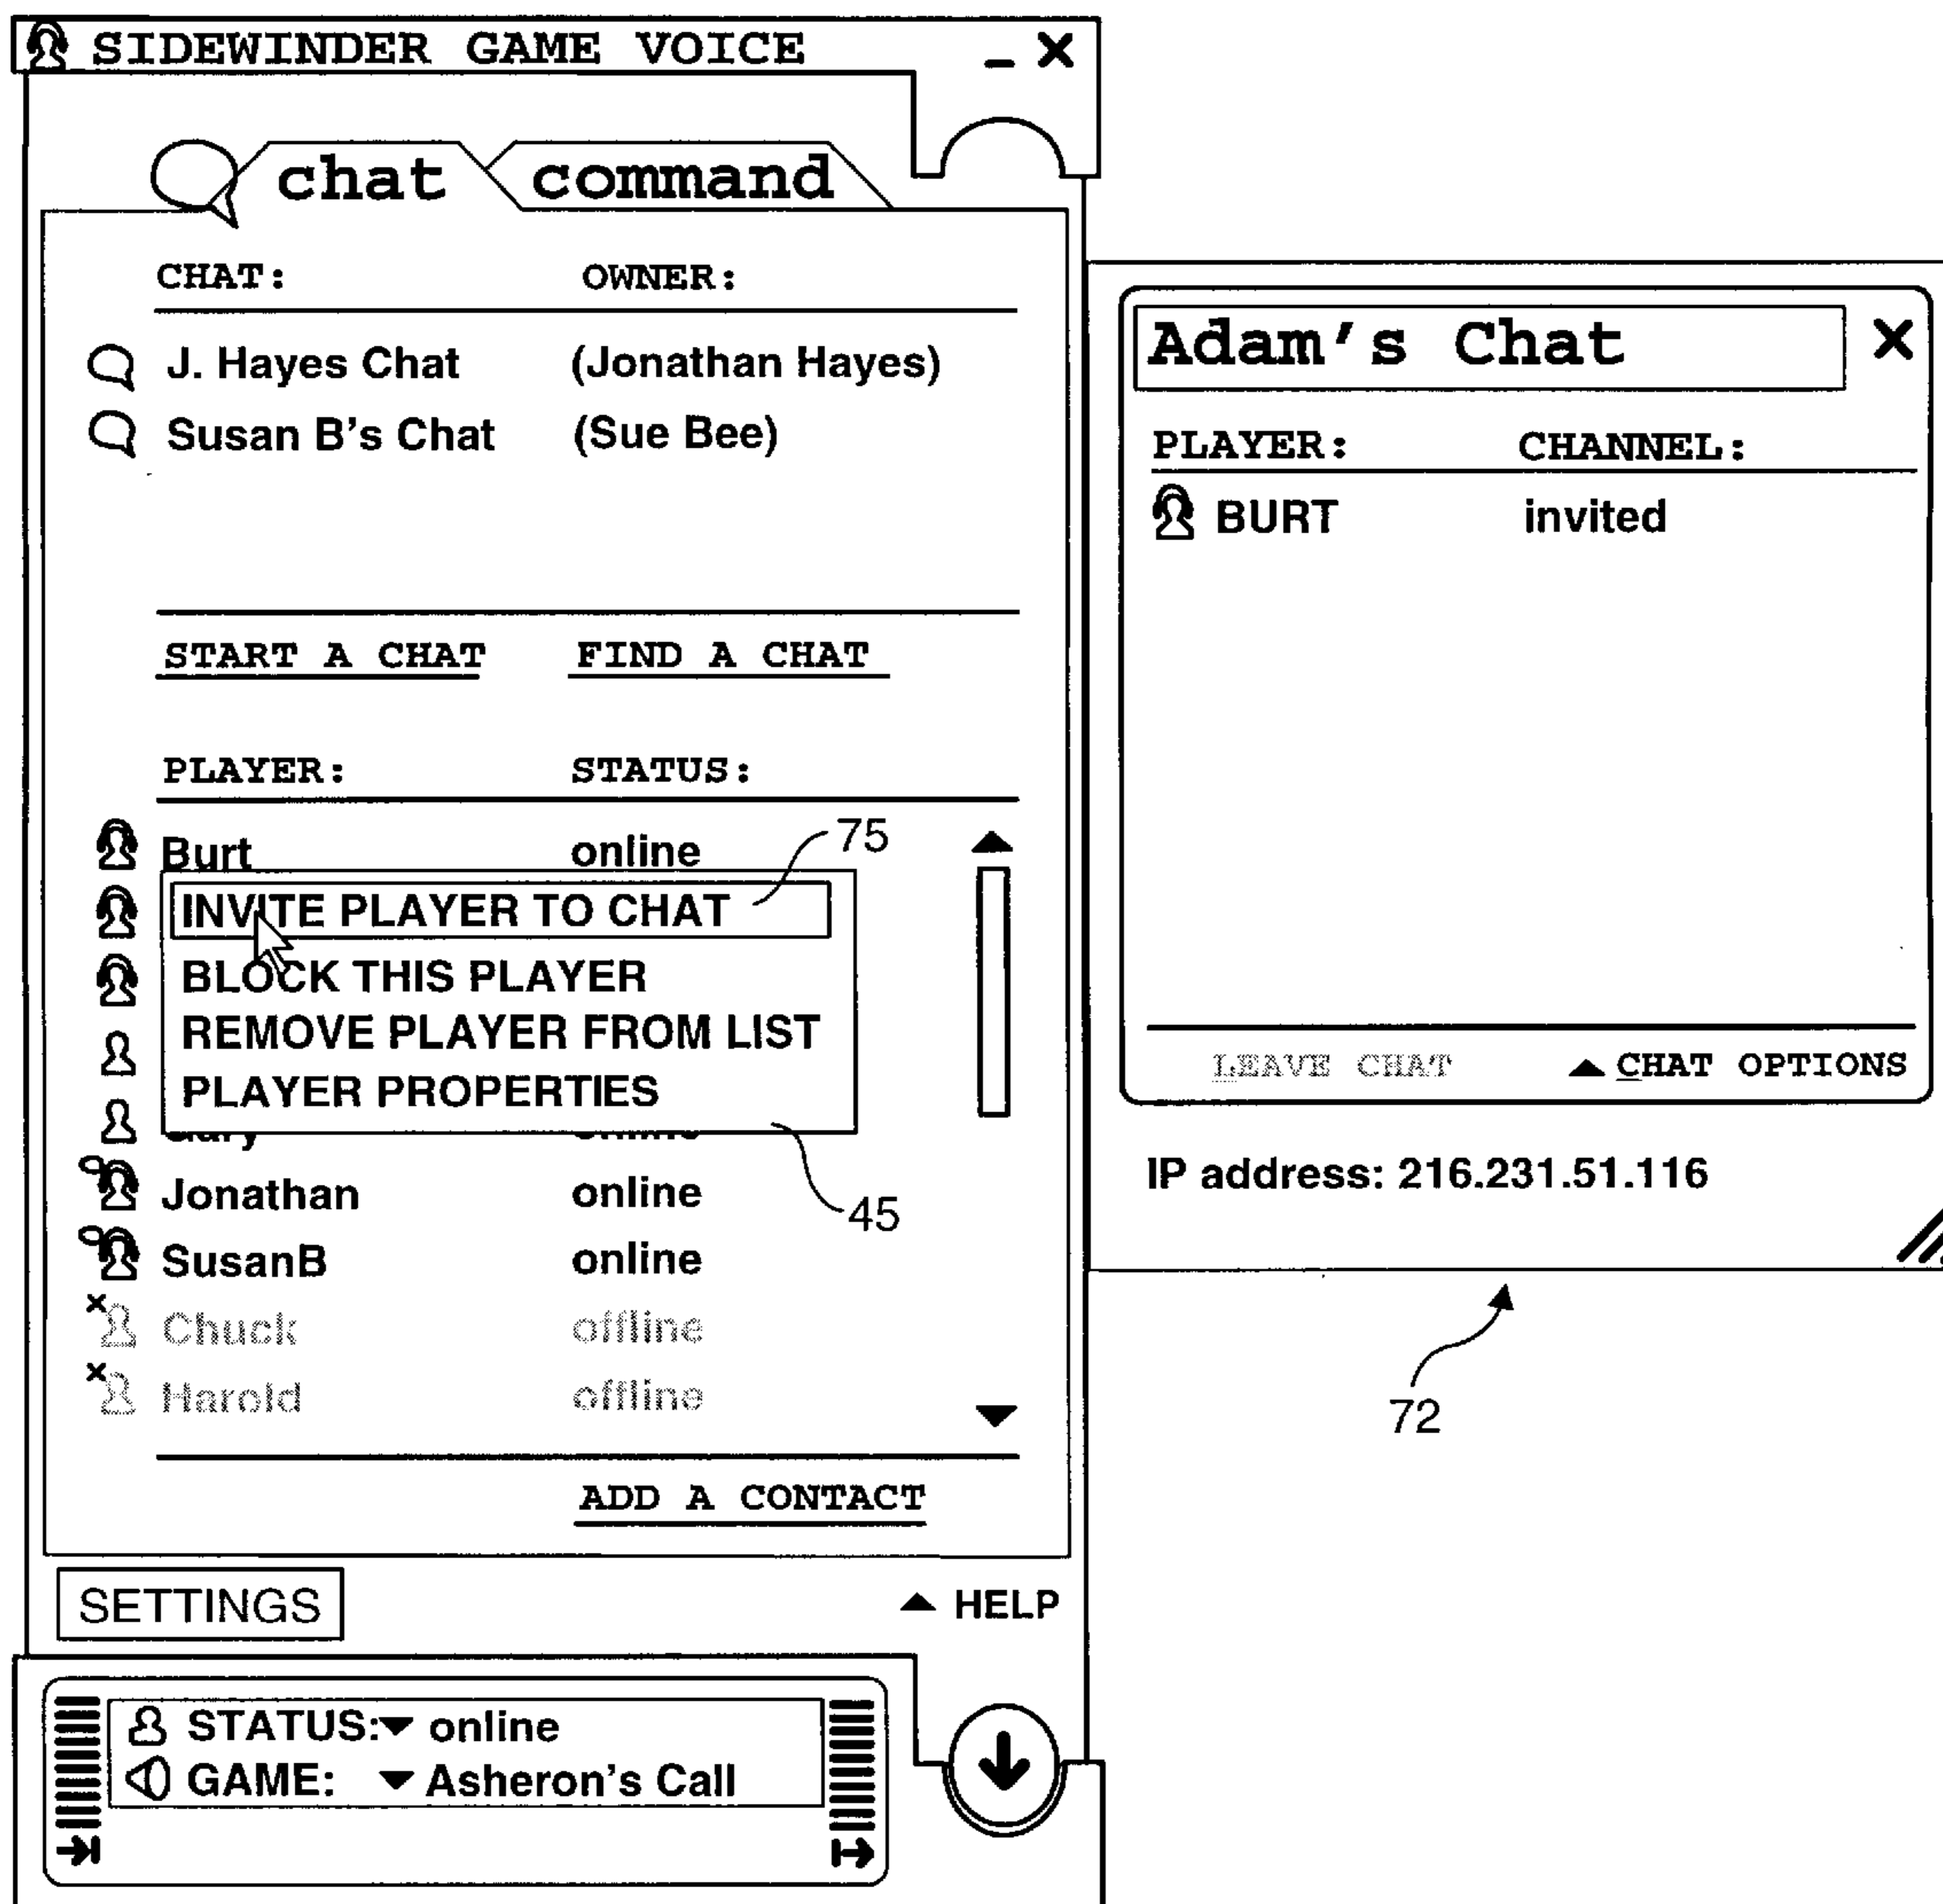 SIDEWINDER GAME VOICE
chat command
CHAT: OWNER:
J. Hayes Chat (Jonathan Hayes)
Susan B's Chat (Sue Bee)
START A CHAT FIND A CHAT
PLAYER: STATUS:
Burt online
75
INVITE PLAYER TO CHAT
BLOCK THIS PLAYER
REMOVE PLAYER FROM LIST
PLAYER PROPERTIES
45
Jonathan online
SusanB online
Chuck offline
Harold offline
ADD A CONTACT
SETTINGS HELP
STATUS: online
GAME: Asheron's Call
Adam's Chat
PLAYER: CHANNEL:
BURT invited
LEAVE CHAT CHAT OPTIONS
IP address: 216.231.51.116
72